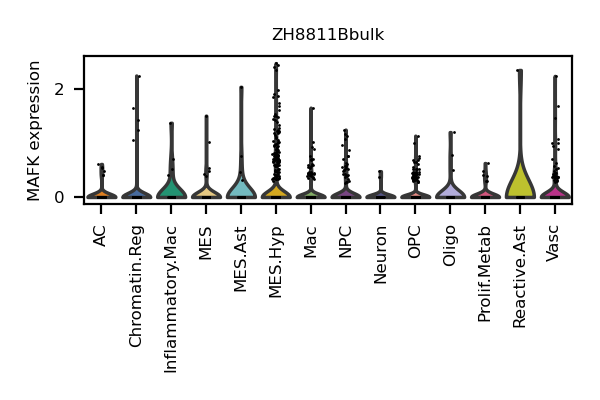 ZH8811Bbulk
MAFK expression
2
0
AC
Chromatin.Reg
Inflammatory.Mac
MES
MES.Ast
MES.Hyp
Mac
NPC
Neuron
OPC
Oligo
Prolif.Metab
Reactive.Ast
Vasc